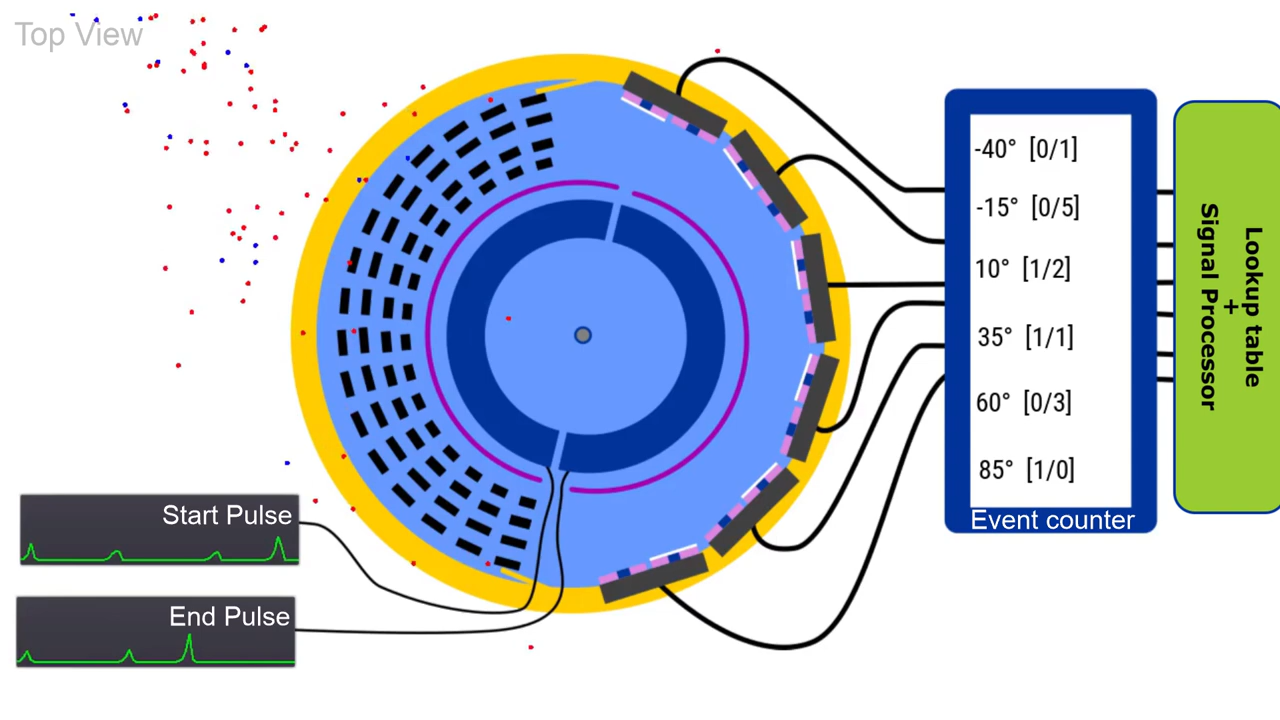 Top View
-40° [0/1]
-15° [0/5]
10° [1/2]
35° [1/1]
60° [0/3]
85° [1/0]
Event counter
Lookup table
+
Signal Processor
Start Pulse
End Pulse